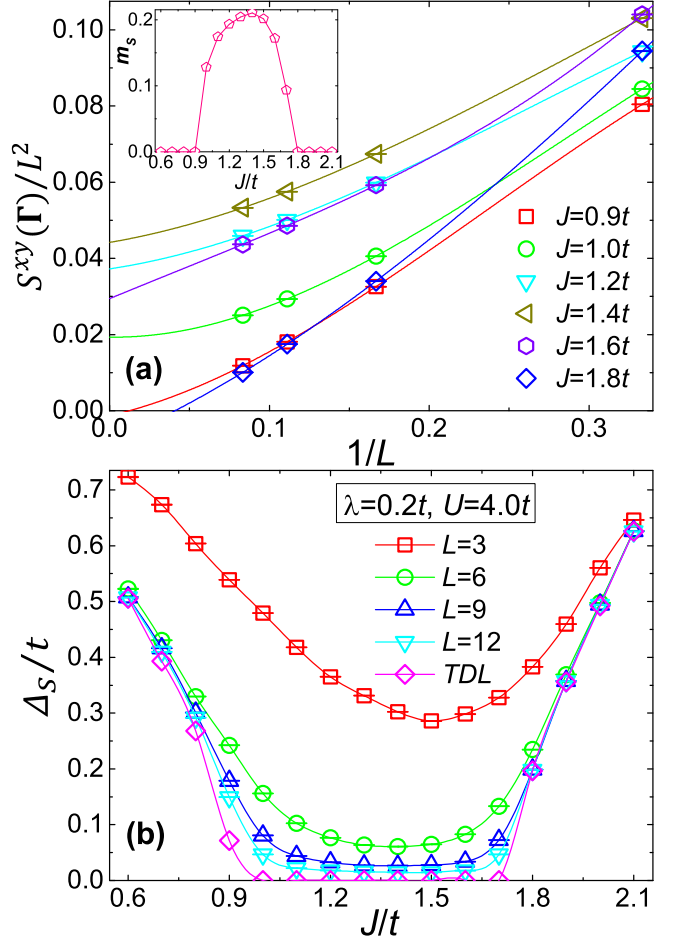 0.10
0.08
0.06
0.04
0.02
0.00
S^{xy}(Γ)/L²
0.2
0.1
0.0
m_s
0.6 0.9 1.2 1.5 1.8 2.1
J/t
J=0.9t
J=1.0t
J=1.2t
J=1.4t
J=1.6t
J=1.8t
(a)
0.0 0.1 0.2 0.3
1/L
0.7
0.6
0.5
0.4
0.3
0.2
0.1
0.0
Δ_S/t
λ=0.2t, U=4.0t
L=3
L=6
L=9
L=12
TDL
(b)
0.6 0.9 1.2 1.5 1.8 2.1
J/t